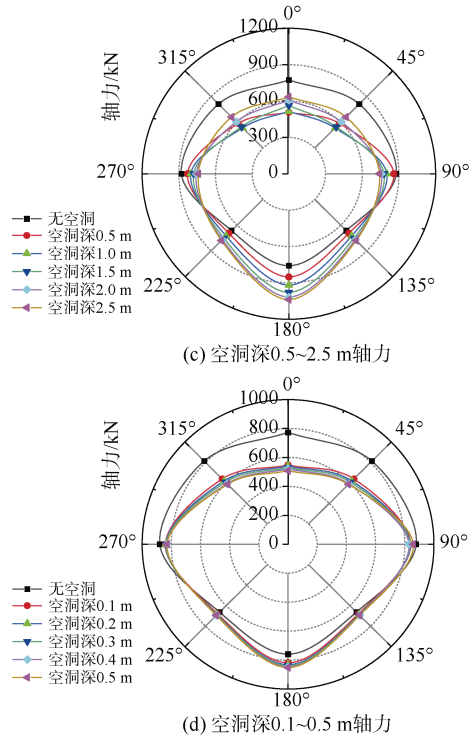 0°
1200
315°
45°
900
轴力/kN
600
300
270°
0
90°
无空洞
空洞深0.5 m
空洞深1.0 m
空洞深1.5 m
空洞深2.0 m
空洞深2.5 m
225°
135°
180°
(c) 空洞深0.5~2.5 m轴力
0°
1000
315°
45°
800
轴力/kN
600
400
200
270°
0
90°
无空洞
空洞深0.1 m
空洞深0.2 m
空洞深0.3 m
空洞深0.4 m
空洞深0.5 m
225°
135°
180°
(d) 空洞深0.1~0.5 m轴力